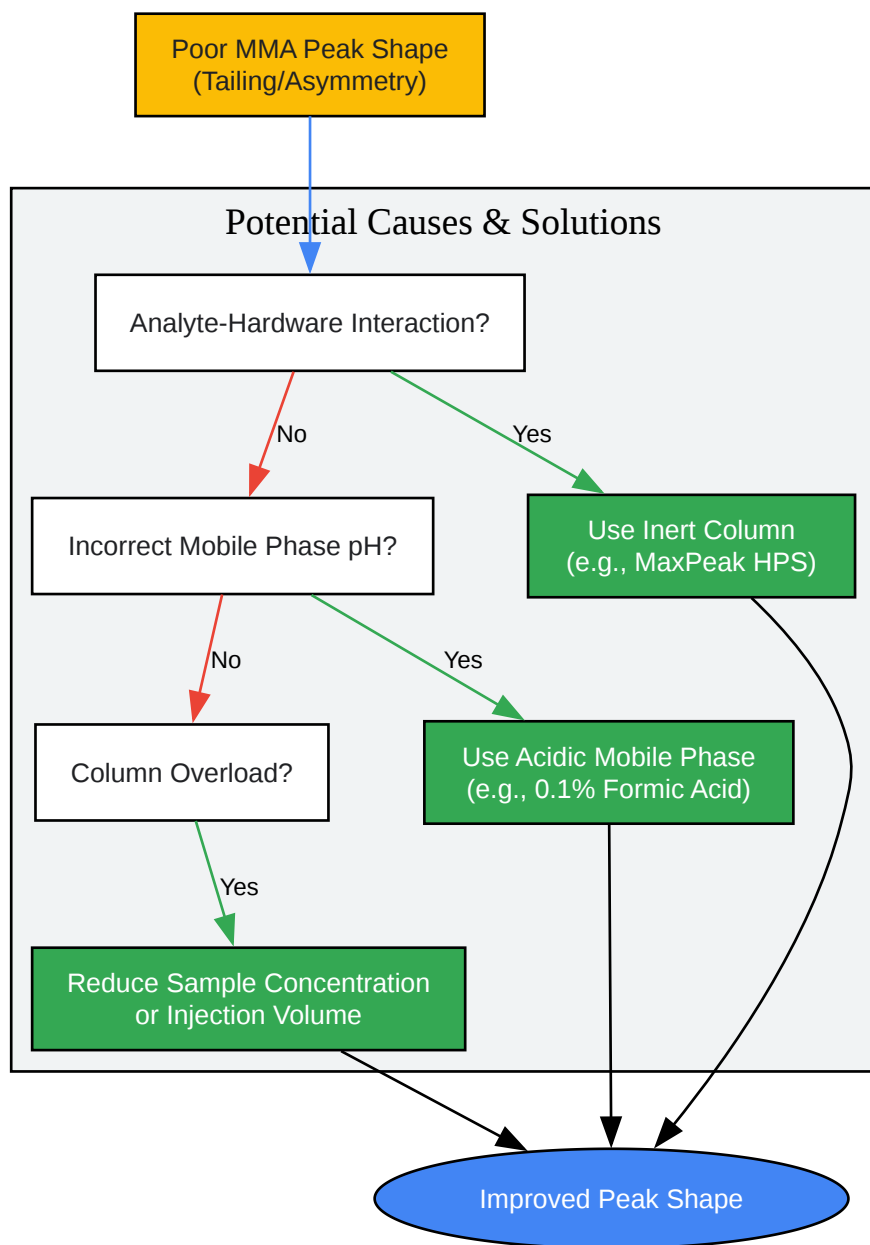 Poor MMA Peak Shape
(Tailing/Asymmetry)
Potential Causes & Solutions
Analyte-Hardware Interaction?
No
Yes
Incorrect Mobile Phase pH?
Use Inert Column
(e.g., MaxPeak HPS)
No
Yes
Column Overload?
Use Acidic Mobile Phase
(e.g., 0.1% Formic Acid)
Yes
Reduce Sample Concentration
or Injection Volume
Improved Peak Shape